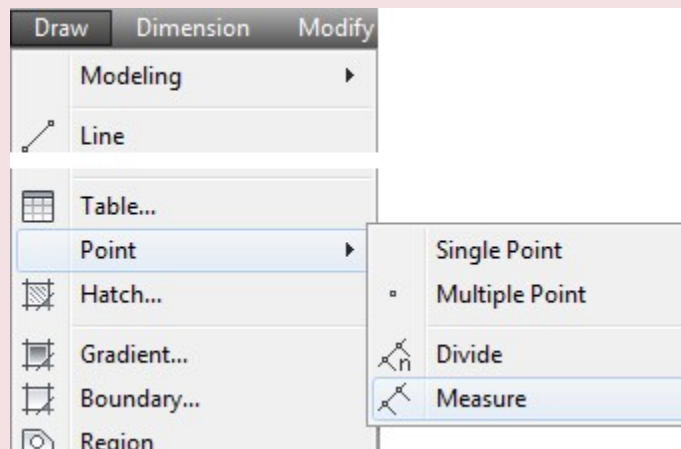 Draw Dimension Modify
Modeling
Line
Table...
Point
Single Point
Hatch...
Multiple Point
Gradient...
Divide
n
Boundary...
Measure
Region